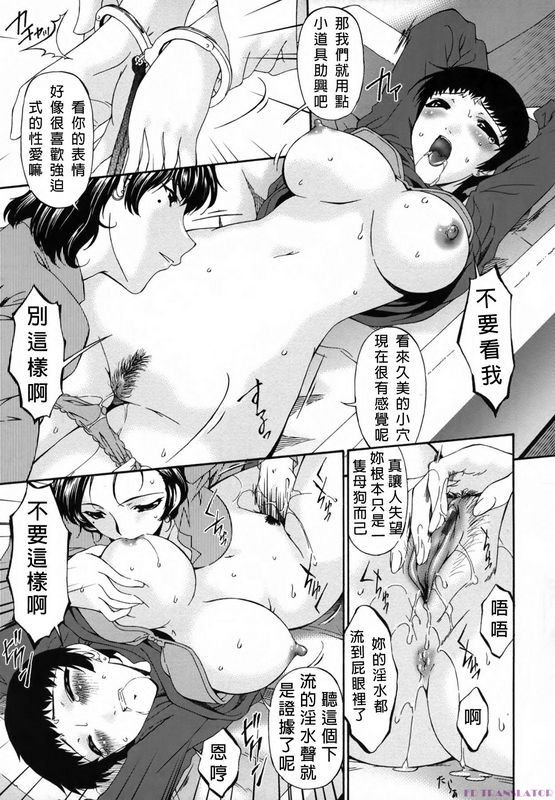 那我們就用點
小道具助興吧
ガチャッ
看你的表情
好像很喜歡強迫
式的性愛嘛
不要看我
別這樣啊
看來久美的小穴
現在很有感覺呢
真讓人失望
妳根本只是一
隻母狗而已
唔唔
妳的淫水都
流到屁眼裡了
啊
不要這樣啊
聽這個下
流的淫水聲就
是證據了呢
恩哼
ED TRANSLATOR